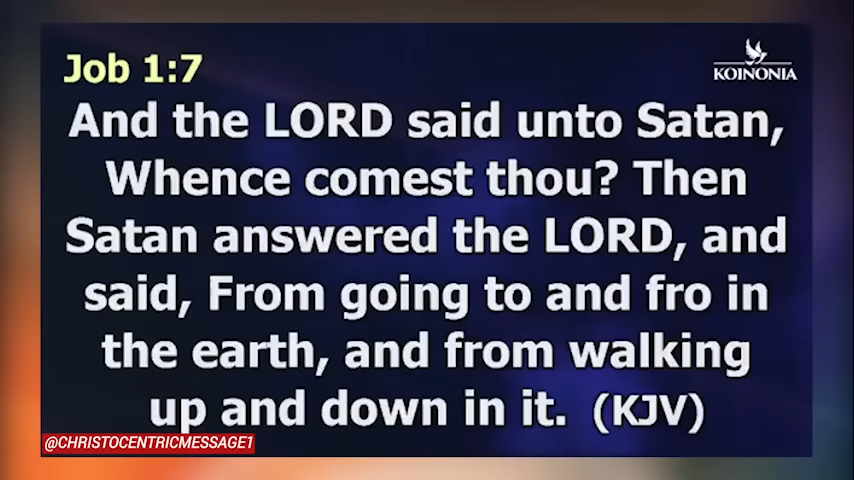 Job 1:7
KOINONIA
And the LORD said unto Satan,
Whence comest thou? Then
Satan answered the LORD, and
said, From going to and fro in
the earth, and from walking
up and down in it. (KJV)
@CHRISTOCENTRICMESSAGE1